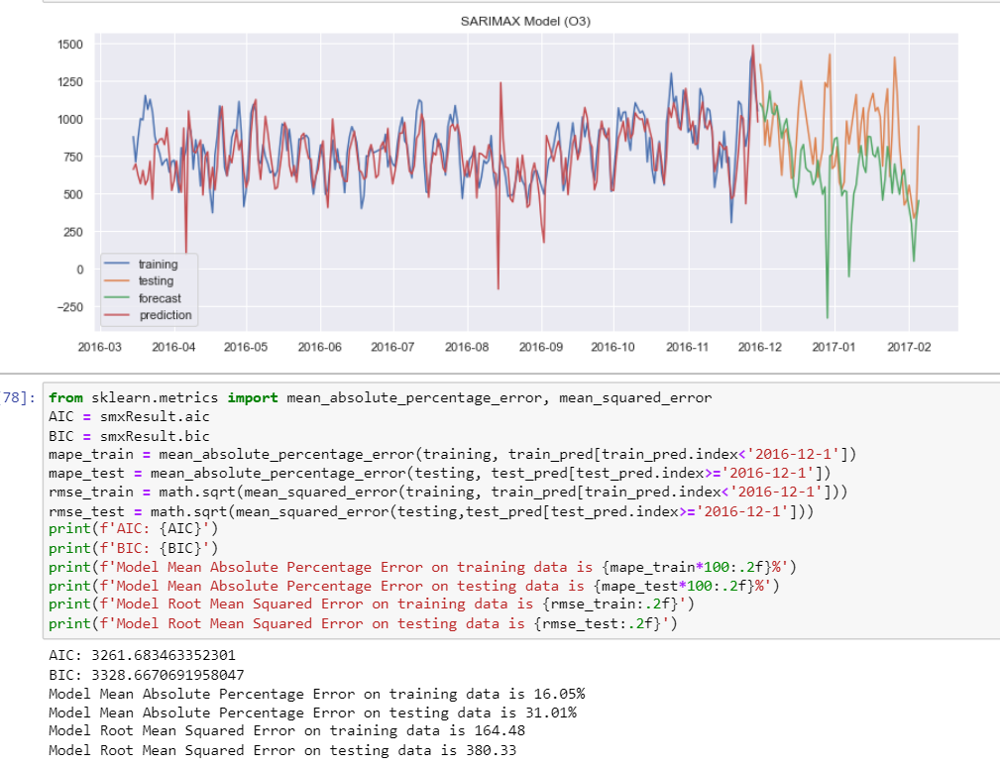 SARIMAX Model (O3)
1500
1250
1000
750
500
250
0
−250
training
testing
forecast
prediction
2016-03 2016-04 2016-05 2016-06 2016-07 2016-08 2016-09 2016-10 2016-11 2016-12 2017-01 2017-02
78]:
from sklearn.metrics import mean_absolute_percentage_error, mean_squared_error
AIC = smxResult.aic
BIC = smxResult.bic
mape_train = mean_absolute_percentage_error(training, train_pred[train_pred.index<'2016-12-1'])
mape_test = mean_absolute_percentage_error(testing, test_pred[test_pred.index>='2016-12-1'])
rmse_train = math.sqrt(mean_squared_error(training, train_pred[train_pred.index<'2016-12-1']))
rmse_test = math.sqrt(mean_squared_error(testing,test_pred[test_pred.index>='2016-12-1']))
print(f'AIC: {AIC}')
print(f'BIC: {BIC}')
print(f'Model Mean Absolute Percentage Error on training data is {mape_train*100:.2f}%')
print(f'Model Mean Absolute Percentage Error on testing data is {mape_test*100:.2f}%')
print(f'Model Root Mean Squared Error on training data is {rmse_train:.2f}')
print(f'Model Root Mean Squared Error on testing data is {rmse_test:.2f}')
AIC: 3261.683463352301
BIC: 3328.6670691958047
Model Mean Absolute Percentage Error on training data is 16.05%
Model Mean Absolute Percentage Error on testing data is 31.01%
Model Root Mean Squared Error on training data is 164.48
Model Root Mean Squared Error on testing data is 380.33